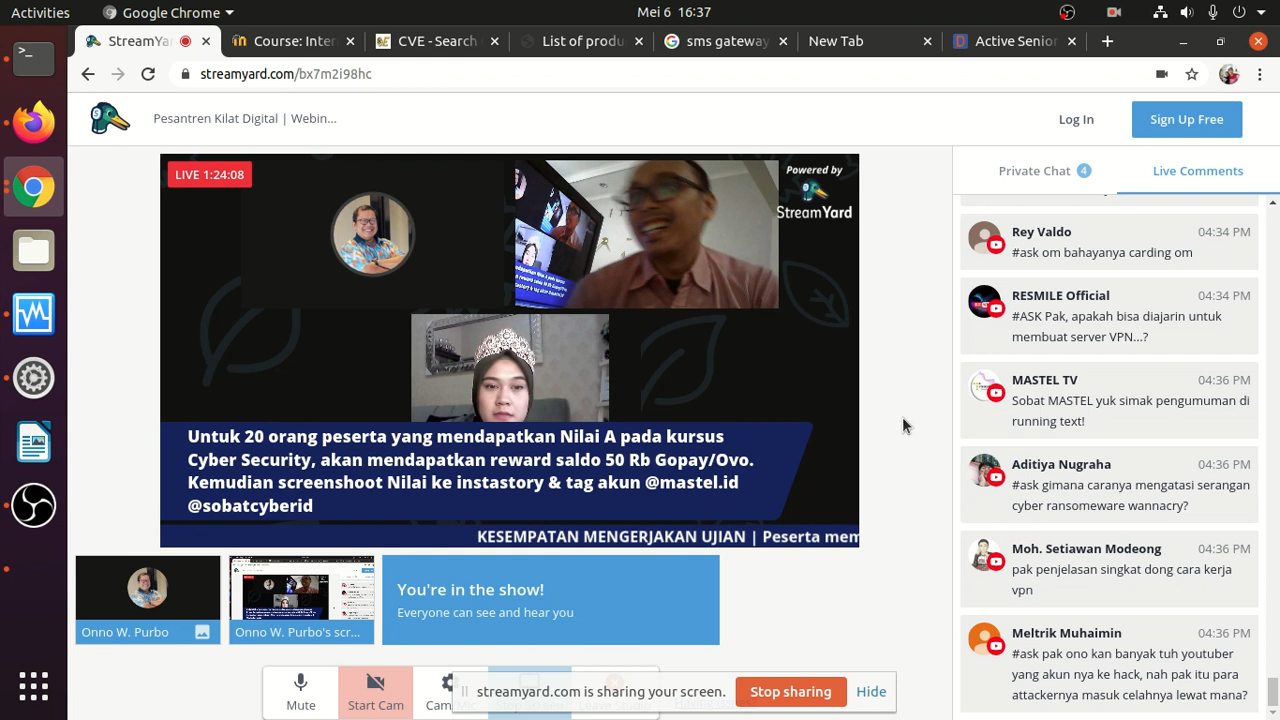 Activities
Google Chrome
Mei 6 16:37
StreamYar
Course: Inter
CVE - Search
List of produ
sms gateway
New Tab
Active Senior
streamyard.com/bx7m2i98hc
Pesantren Kilat Digital | Webin...
Log In
Sign Up Free
LIVE 1:24:08
Powered by
StreamYard
Untuk 20 orang peserta yang mendapatkan Nilai A pada kursus
Cyber Security, akan mendapatkan reward saldo 50 Rb Gopay/Ovo.
Kemudian screenshoot Nilai ke instastory & tag akun @mastel.id
@sobatcyberid
KESEMPATAN MENGERJAKAN UJIAN | Peserta mem
Onno W. Purbo
Onno W. Purbo's scr...
You're in the show!
Everyone can see and hear you
Mute
Start Cam
Cam
streamyard.com is sharing your screen.
Stop sharing
Hide
Private Chat 4
Live Comments
Rey Valdo 04:34 PM
#ask om bahayanya carding om
RESMILE Official 04:34 PM
#ASK Pak, apakah bisa diajarin untuk
membuat server VPN...?
MASTEL TV 04:36 PM
Sobat MASTEL yuk simak pengumuman di
running text!
Aditiya Nugraha 04:36 PM
#ask gimana caranya mengatasi serangan
cyber ransomeware wannacry?
Moh. Setiawan Modeong 04:36 PM
pak penjelasan singkat dong cara kerja
vpn
Meltrik Muhaimin 04:36 PM
#ask pak ono kan banyak tuh youtuber
yang akun nya ke hack, nah pak itu para
attackernya masuk celahnya lewat mana?